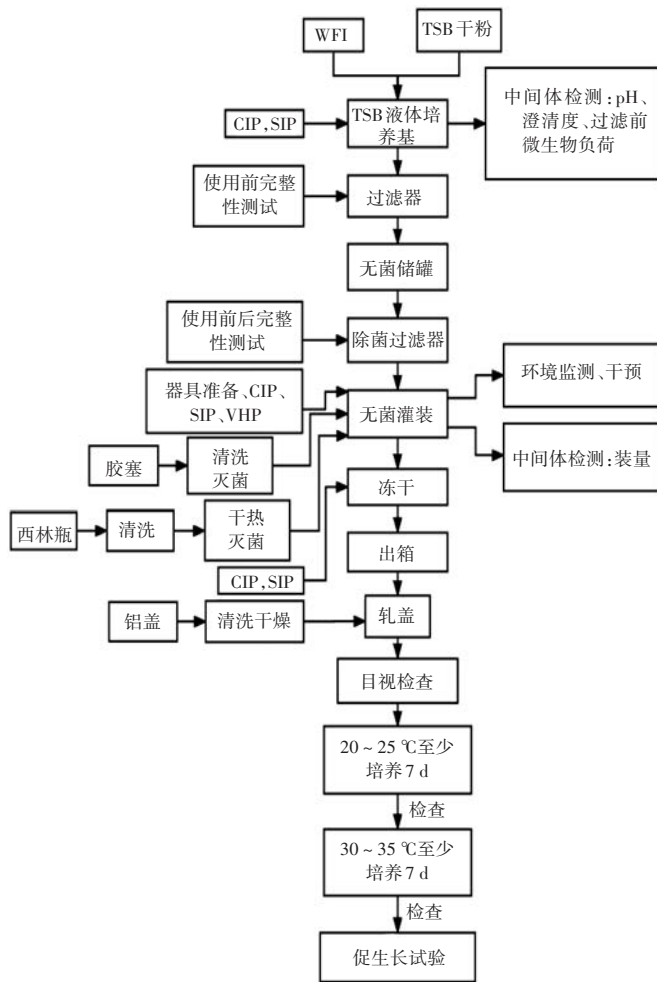 WFI
TSB干粉
CIP,SIP
TSB液体培
养基
中间体检测:pH、
澄清度、过滤前
微生物负荷
使用前完
整性测试
过滤器
无菌储罐
使用前后完整
性测试
除菌过滤器
环境监测、干预
器具准备、CIP、
SIP、VHP
无菌灌装
中间体检测:装量
胶塞
清洗
灭菌
冻干
西林瓶
清洗
干热
灭菌
出箱
CIP,SIP
铝盖
清洗干燥
轧盖
目视检查
20~25 ℃至少
培养7 d
检查
30~35 ℃至少
培养7 d
检查
促生长试验